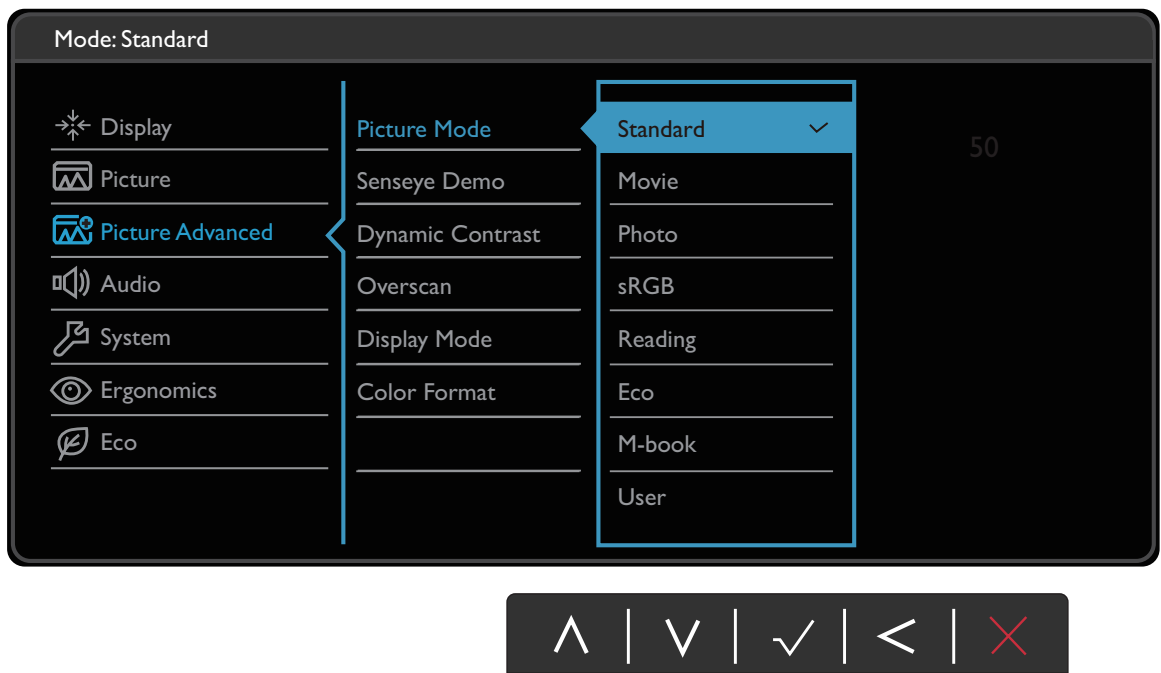 Mode: Standard
Display
Picture
Picture Advanced
Audio
System
Ergonomics
Eco
Picture Mode
Senseye Demo
Dynamic Contrast
Overscan
Display Mode
Color Format
Standard
Movie
Photo
sRGB
Reading
Eco
M-book
User
50